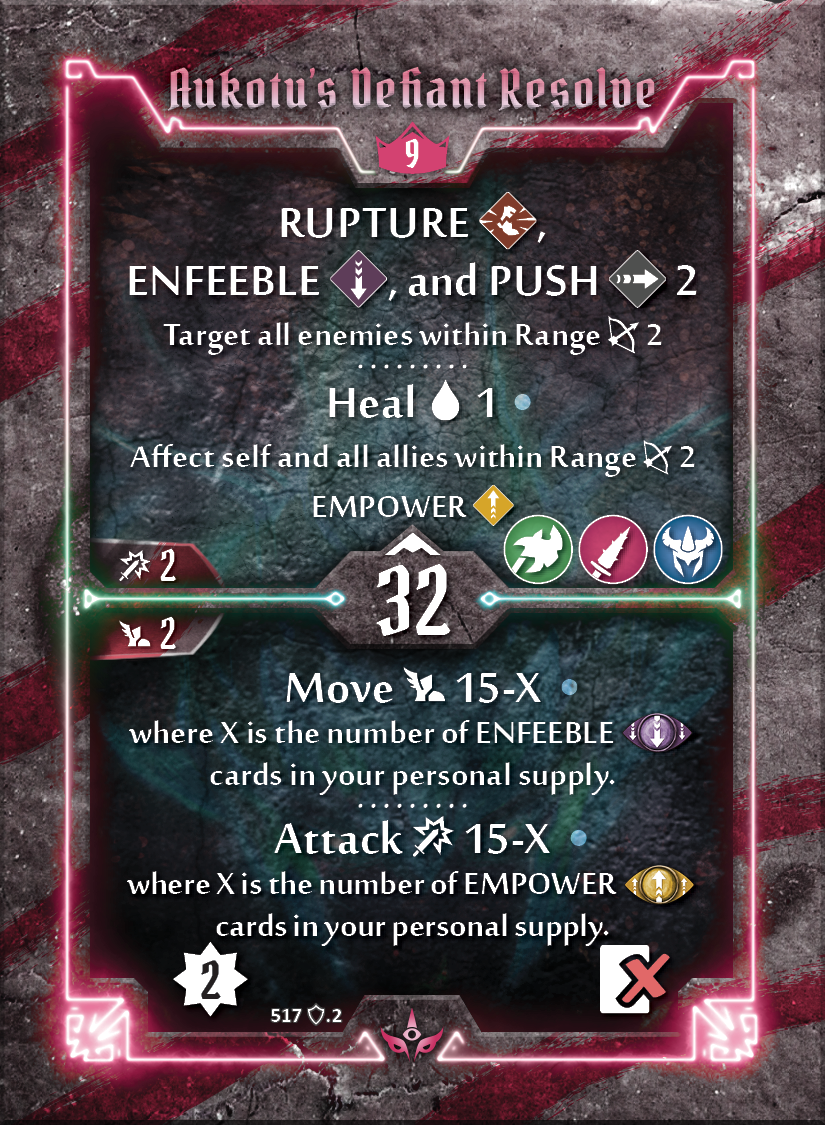 Aukotu's Defiant Resolve
9
RUPTURE,
ENFEEBLE, and PUSH 2
Target all enemies within Range 2
Heal 1
Affect self and all allies within Range 2
EMPOWER
2
32
2
Move 15-X
where X is the number of ENFEEBLE
cards in your personal supply.
Attack 15-X
where X is the number of EMPOWER
cards in your personal supply.
2
517 .2